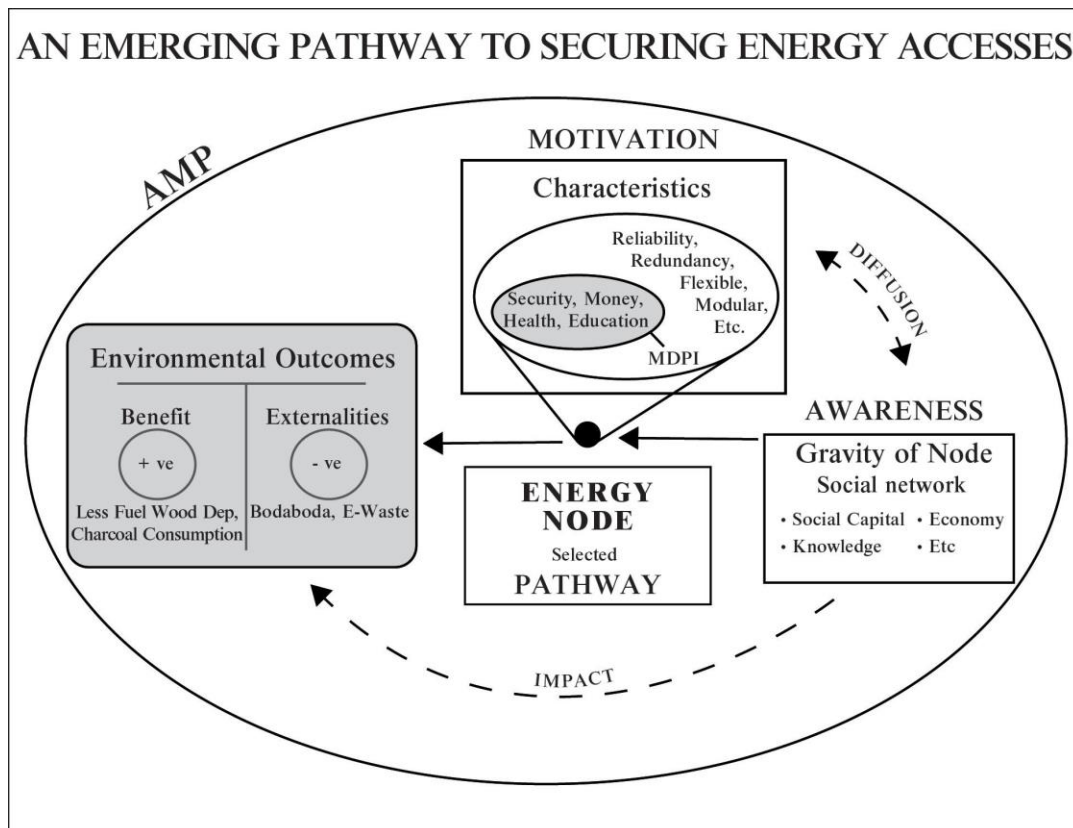 AN EMERGING PATHWAY TO SECURING ENERGY ACCESSES
AMP
MOTIVATION
Characteristics
Reliability,
Redundancy,
Flexible,
Modular,
Etc.
Security, Money,
Health, Education
MDPI
DIFFUSION
Environmental Outcomes
Benefit
+ ve
Less Fuel Wood Dep,
Charcoal Consumption
Externalities
- ve
Bodaboda, E-Waste
ENERGY
NODE
Selected
PATHWAY
AWARENESS
Gravity of Node
Social network
• Social Capital • Economy
• Knowledge • Etc
IMPACT